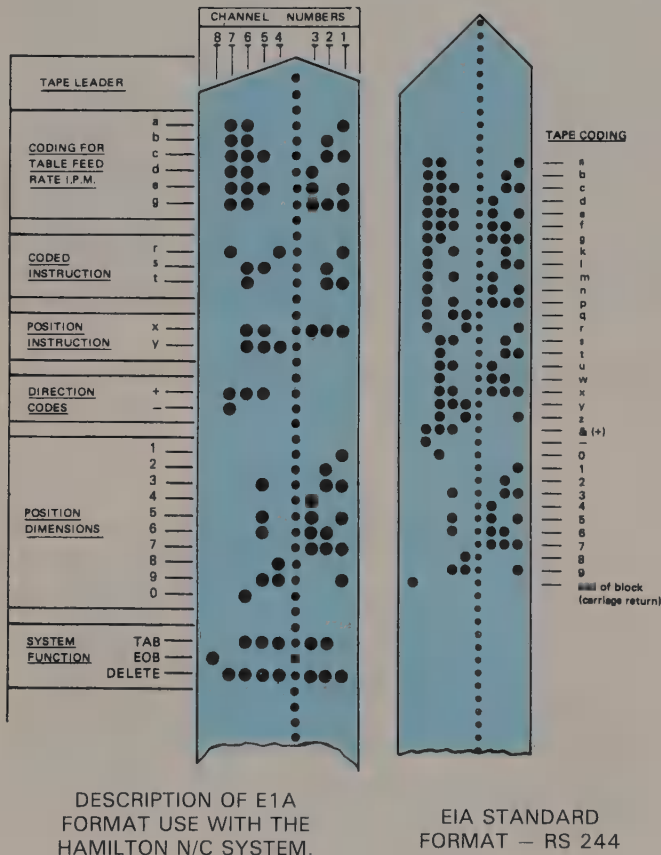 CHANNEL NUMBERS
8 7 6 5 4 3 2 1
TAPE LEADER
CODING FOR
TABLE FEED
RATE I.P.M.
a
b
c
d
e
g
CODED
INSTRUCTION
r
s
t
POSITION
INSTRUCTION
x
y
DIRECTION
CODES
+
−
POSITION
DIMENSIONS
1
2
3
4
5
6
7
8
9
0
SYSTEM
FUNCTION
TAB
EOB
DELETE
DESCRIPTION OF E1A
FORMAT USE WITH THE
HAMILTON N/C SYSTEM.
TAPE CODING
a
b
c
d
e
f
g
k
l
m
n
p
q
r
s
t
u
w
x
y
z
& (+)
−
0
1
2
3
4
5
6
7
8
9
of block
(carriage return)
EIA STANDARD
FORMAT — RS 244